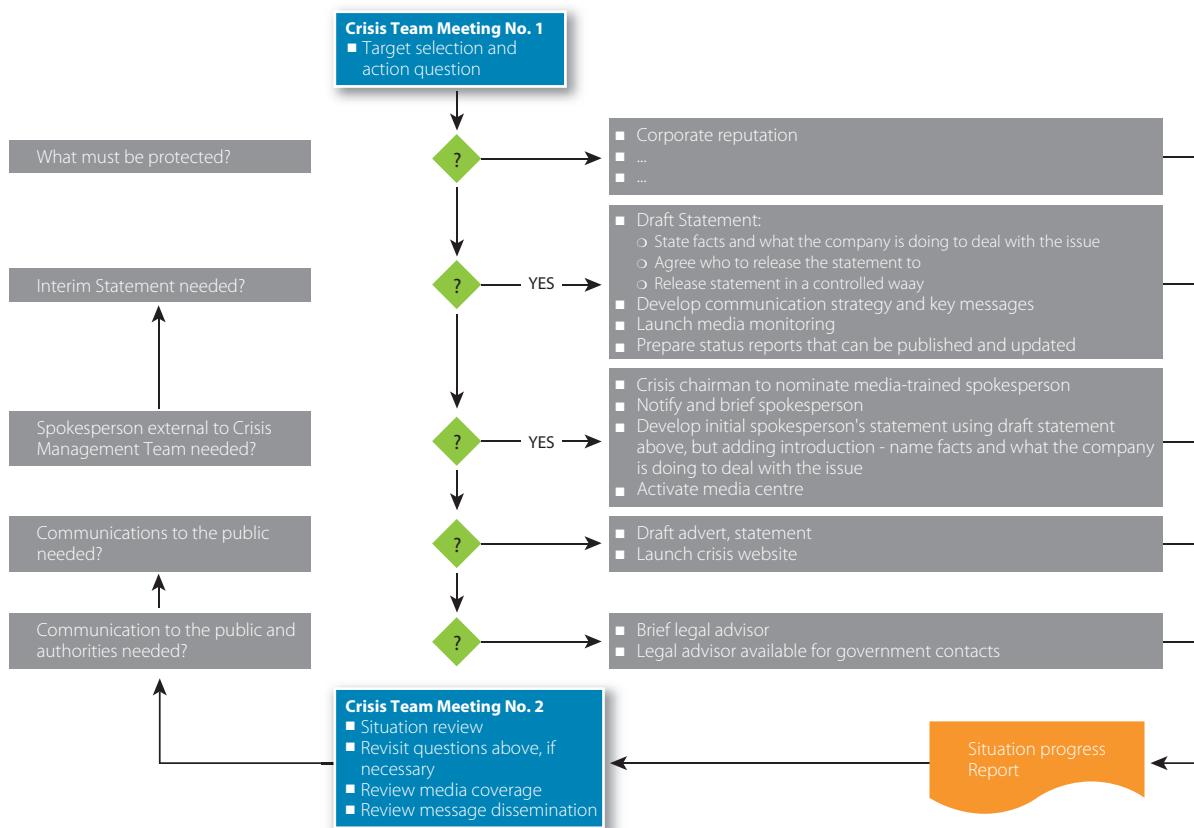 Crisis Team Meeting No. 1
■ Target selection and
action question
What must be protected?
?
■ Corporate reputation
■ ...
■ ...
Interim Statement needed?
?
YES
■ Draft Statement:
❍ State facts and what the company is doing to deal with the issue
❍ Agree who to release the statement to
❍ Release statement in a controlled waay
■ Develop communication strategy and key messages
■ Launch media monitoring
■ Prepare status reports that can be published and updated
Spokesperson external to Crisis
Management Team needed?
?
YES
■ Crisis chairman to nominate media-trained spokesperson
■ Notify and brief spokesperson
■ Develop initial spokesperson's statement using draft statement
above, but adding introduction - name facts and what the company
is doing to deal with the issue
■ Activate media centre
Communications to the public
needed?
?
■ Draft advert, statement
■ Launch crisis website
Communication to the public and
authorities needed?
?
■ Brief legal advisor
■ Legal advisor available for government contacts
Crisis Team Meeting No. 2
■ Situation review
■ Revisit questions above, if
necessary
■ Review media coverage
■ Review message dissemination
Situation progress
Report